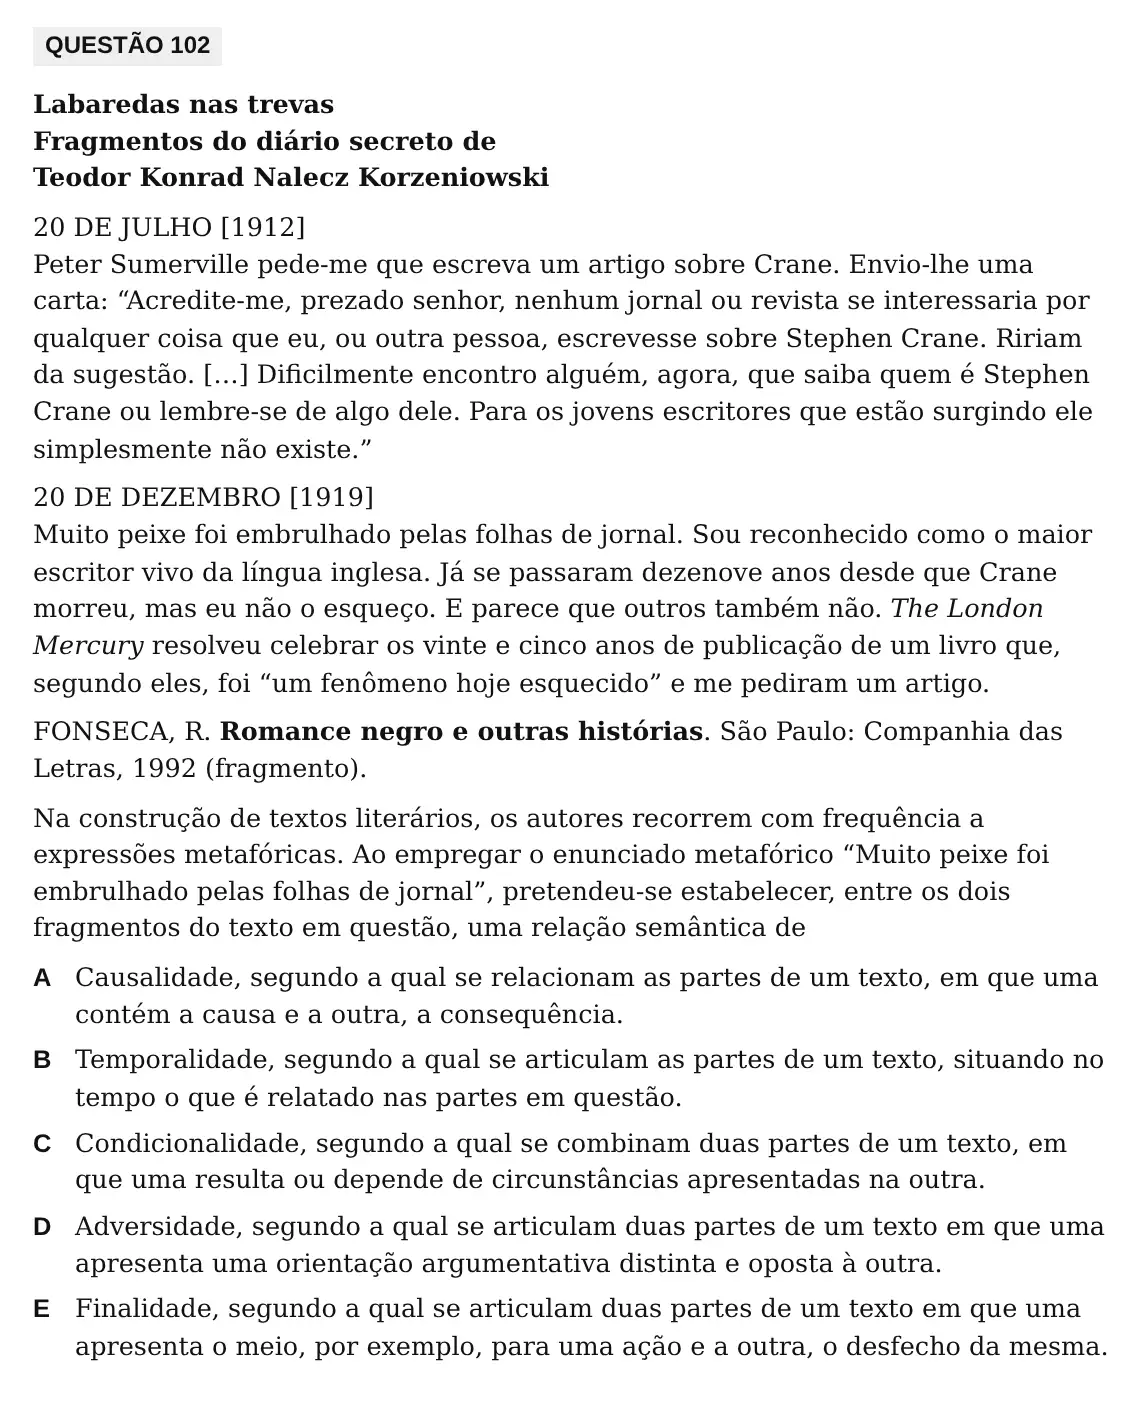 QUESTÃO 102
Labaredas nas trevas
Fragmentos do diário secreto de
Teodor Konrad Nalecz Korzeniowski
20 DE JULHO [1912]
Peter Sumerville pede-me que escreva um artigo sobre Crane. Envio-lhe uma
carta: “Acredite-me, prezado senhor, nenhum jornal ou revista se interessaria por
qualquer coisa que eu, ou outra pessoa, escrevesse sobre Stephen Crane. Ririam
da sugestão. [...] Dificilmente encontro alguém, agora, que saiba quem é Stephen
Crane ou lembre-se de algo dele. Para os jovens escritores que estão surgindo ele
simplesmente não existe.”
20 DE DEZEMBRO [1919]
Muito peixe foi embrulhado pelas folhas de jornal. Sou reconhecido como o maior
escritor vivo da língua inglesa. Já se passaram dezenove anos desde que Crane
morreu, mas eu não o esqueço. E parece que outros também não. The London
Mercury resolveu celebrar os vinte e cinco anos de publicação de um livro que,
segundo eles, foi “um fenômeno hoje esquecido” e me pediram um artigo.
FONSECA, R. Romance negro e outras histórias. São Paulo: Companhia das
Letras, 1992 (fragmento).
Na construção de textos literários, os autores recorrem com frequência a
expressões metafóricas. Ao empregar o enunciado metafórico “Muito peixe foi
embrulhado pelas folhas de jornal”, pretendeu-se estabelecer, entre os dois
fragmentos do texto em questão, uma relação semântica de
A Causalidade, segundo a qual se relacionam as partes de um texto, em que uma
contém a causa e a outra, a consequência.
B Temporalidade, segundo a qual se articulam as partes de um texto, situando no
tempo o que é relatado nas partes em questão.
C Condicionalidade, segundo a qual se combinam duas partes de um texto, em
que uma resulta ou depende de circunstâncias apresentadas na outra.
D Adversidade, segundo a qual se articulam duas partes de um texto em que uma
apresenta uma orientação argumentativa distinta e oposta à outra.
E Finalidade, segundo a qual se articulam duas partes de um texto em que uma
apresenta o meio, por exemplo, para uma ação e a outra, o desfecho da mesma.